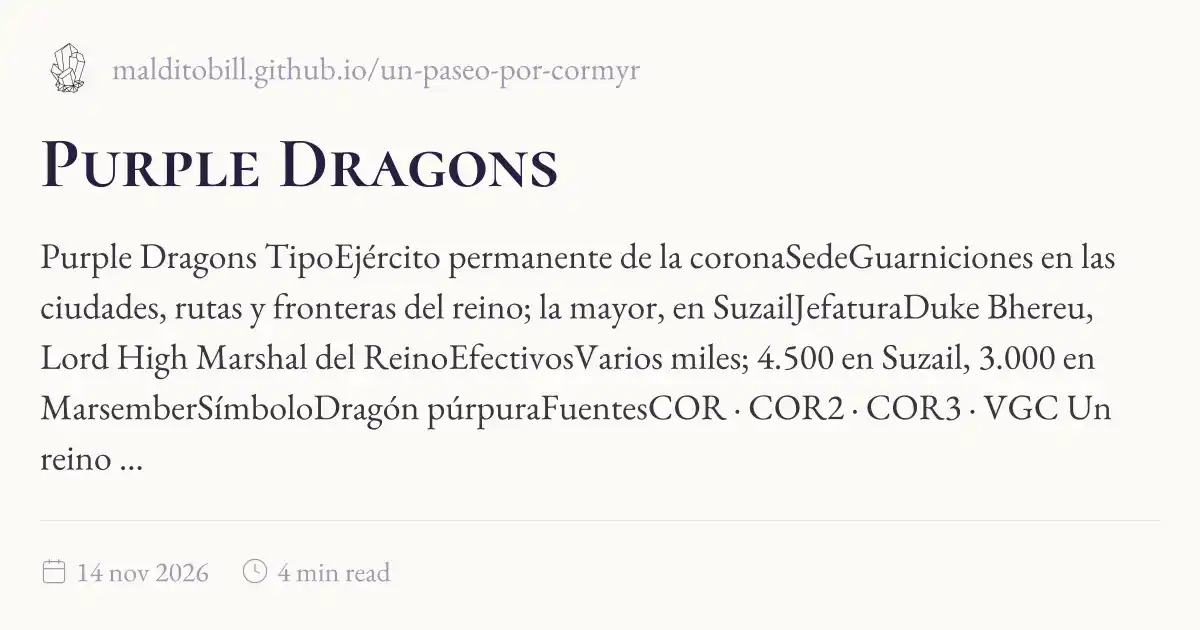 malditobill.github.io/un-paseo-por-cormyr
Purple Dragons
Purple Dragons TipoEjército permanente de la coronaSedeGuarniciones en las
ciudades, rutas y fronteras del reino; la mayor, en SuzailJefaturaDuke Bhereu,
Lord High Marshal del ReinoEfectivosVarios miles; 4.500 en Suzail, 3.000 en
MarsemberSímboloDragón púrpuraFuentesCOR · COR2 · COR3 · VGC Un
reino ...
14 nov 2026 4 min read